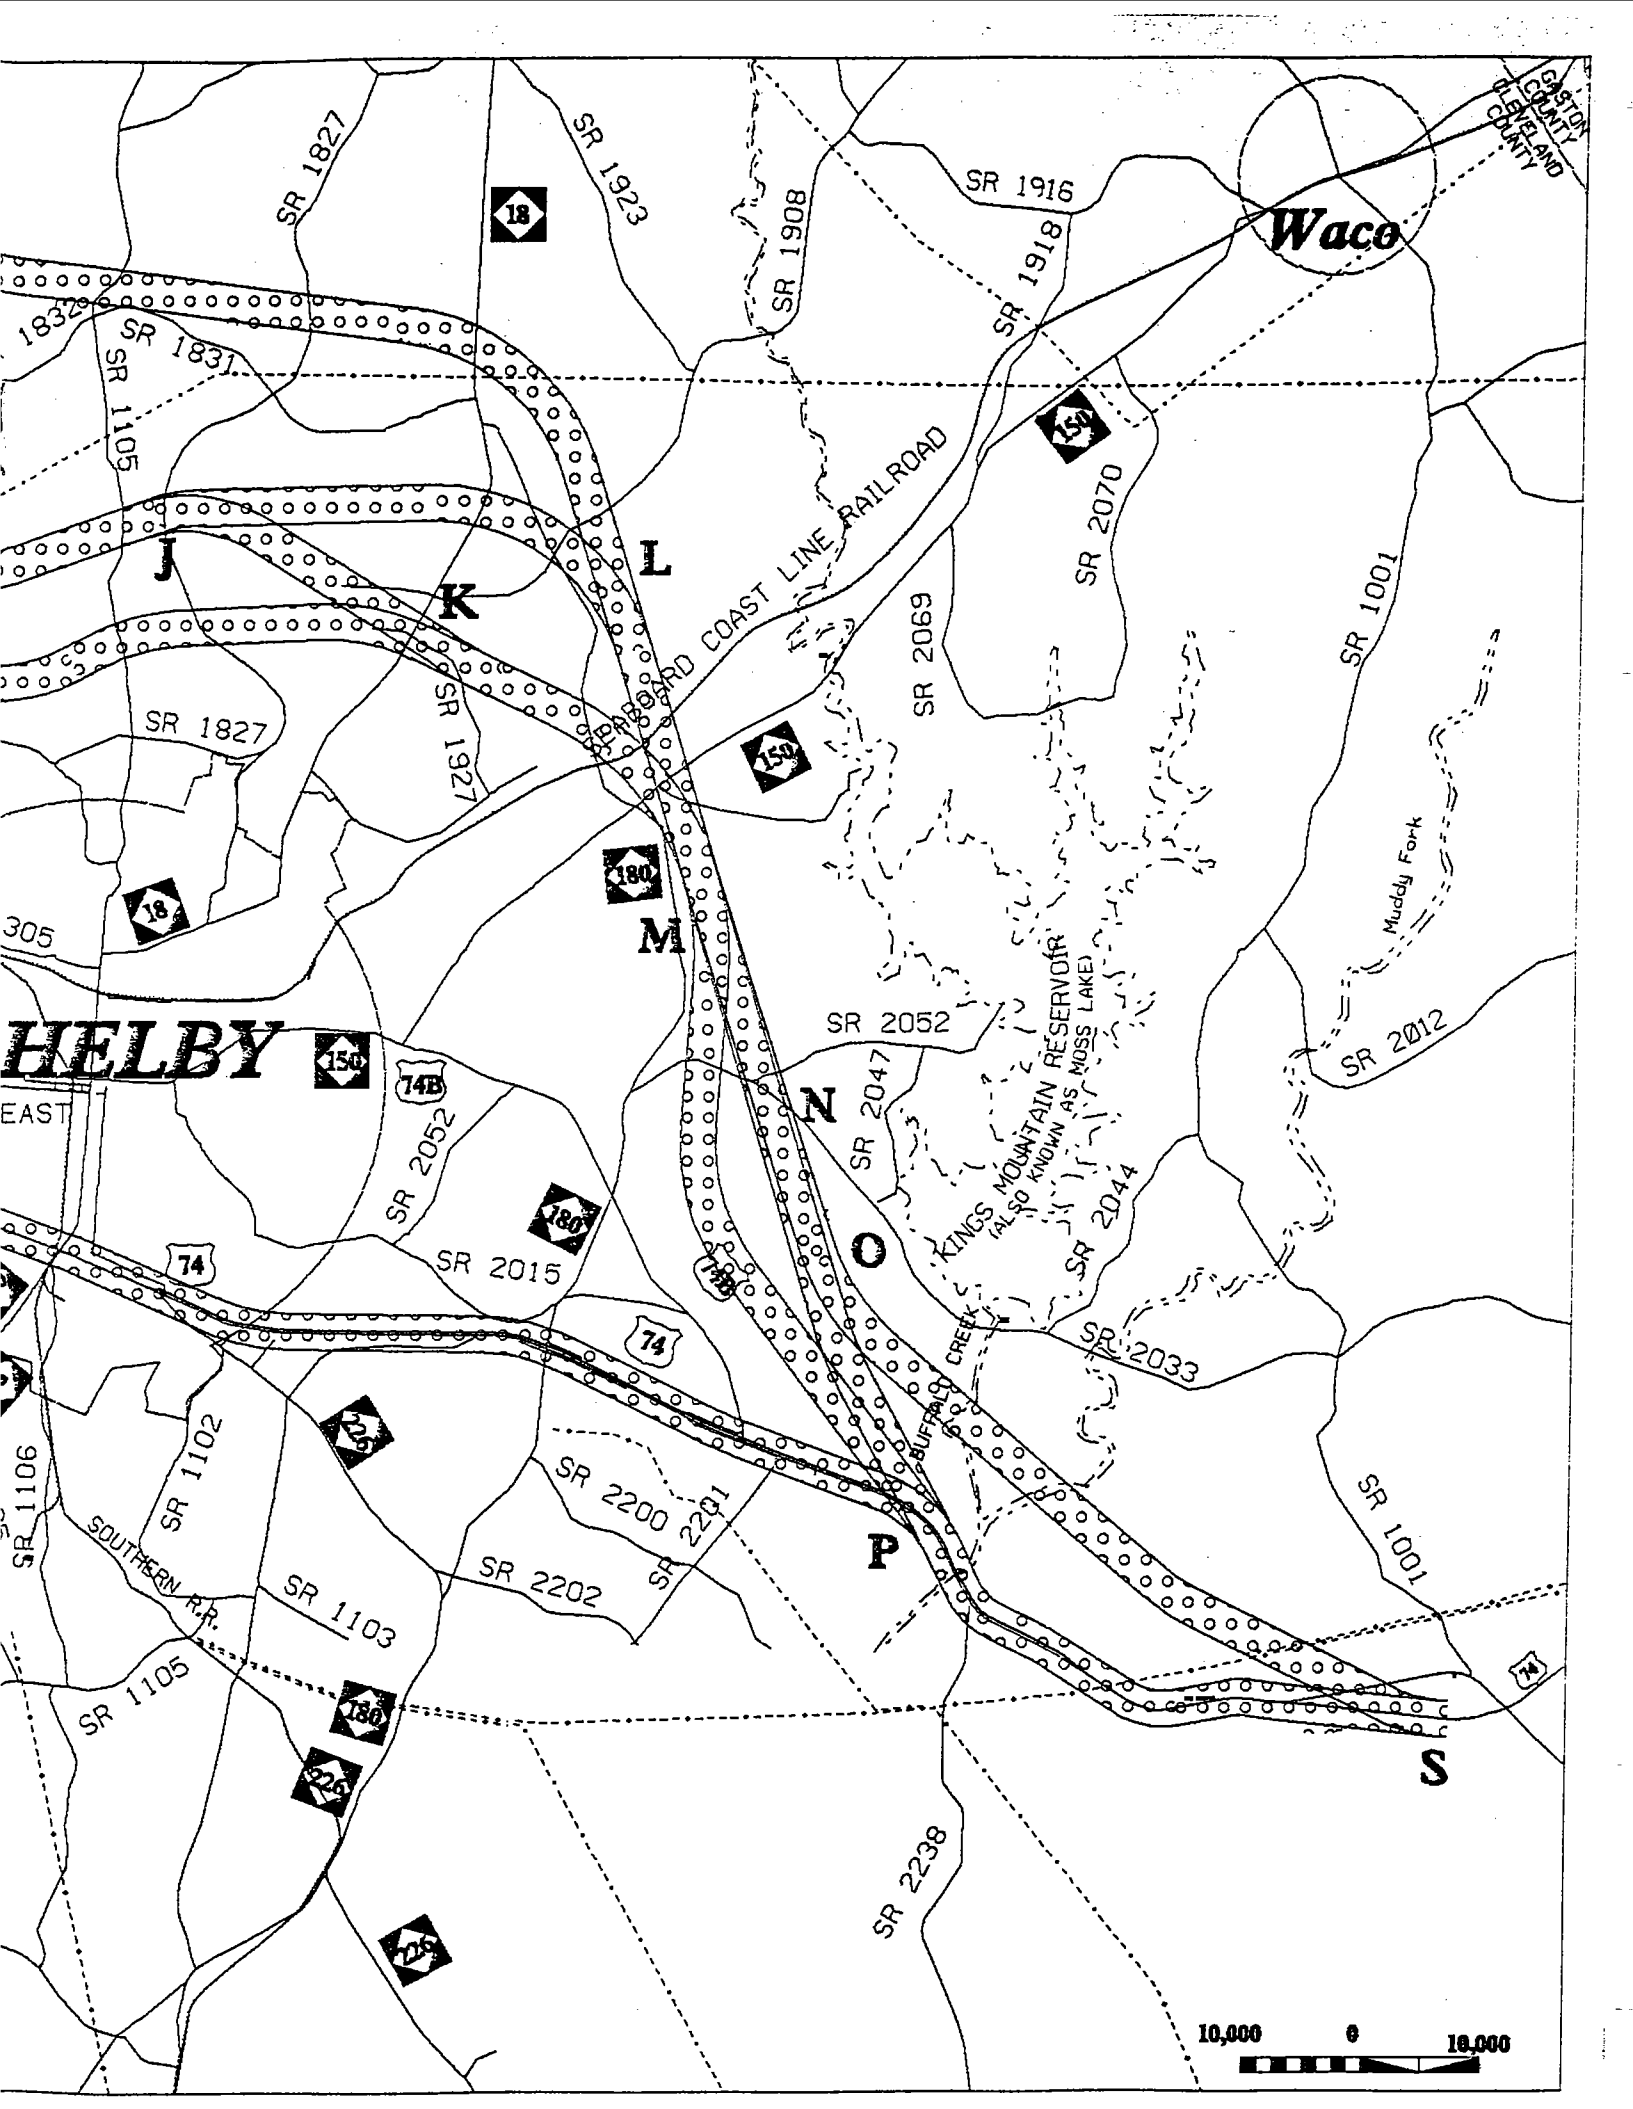 GASTON
COUNTY
CLEVELAND
COUNTY
SR 1827
SR 1923
18
SR 1916
SR 1908
SR 1918
Waco
1832
SR 1831
SR 1105
150
SR 2070
RAILROAD
COAST LINE
J
K
L
SR 2069
SR 1001
SR 1827
SR 1927
150
180
M
18
305
Muddy Fork
HELBY
EAST
150
74B
SR 2052
SR 2052
SR 2047
SR 2012
KINGS MOUNTAIN RESERVOIR
(ALSO KNOWN AS MOSS LAKE)
N
SR 2044
180
O
74
SR 2015
74B
74
BUFFALO CREEK
SR 2033
226
SR 1102
SR 1106
SR 2200
SR 2201
SR 1001
P
SOUTHERN R.R.
SR 1103
SR 2202
SR 1105
180
74
226
S
SR 2238
226
10,000 0 10,000